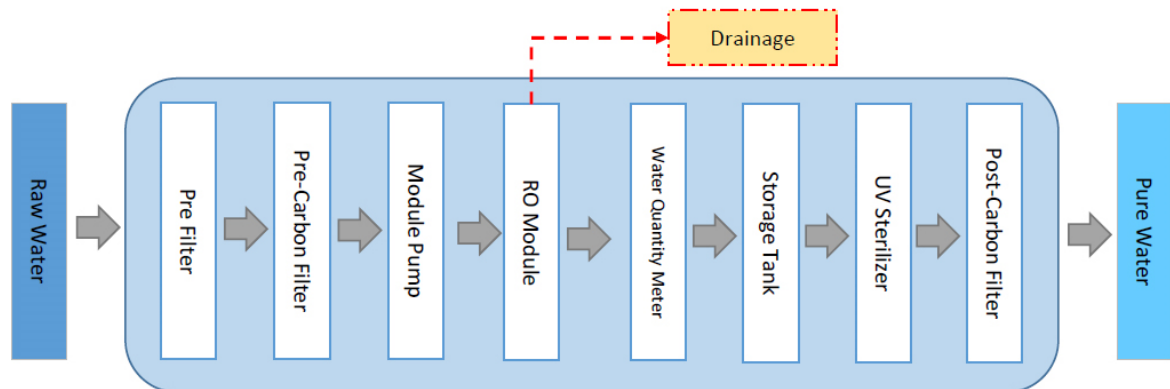 Drainage
Raw Water
Pre Filter
Pre-Carbon Filter
Module Pump
RO Module
Water Quantity Meter
Storage Tank
UV Sterilizer
Post-Carbon Filter
Pure Water